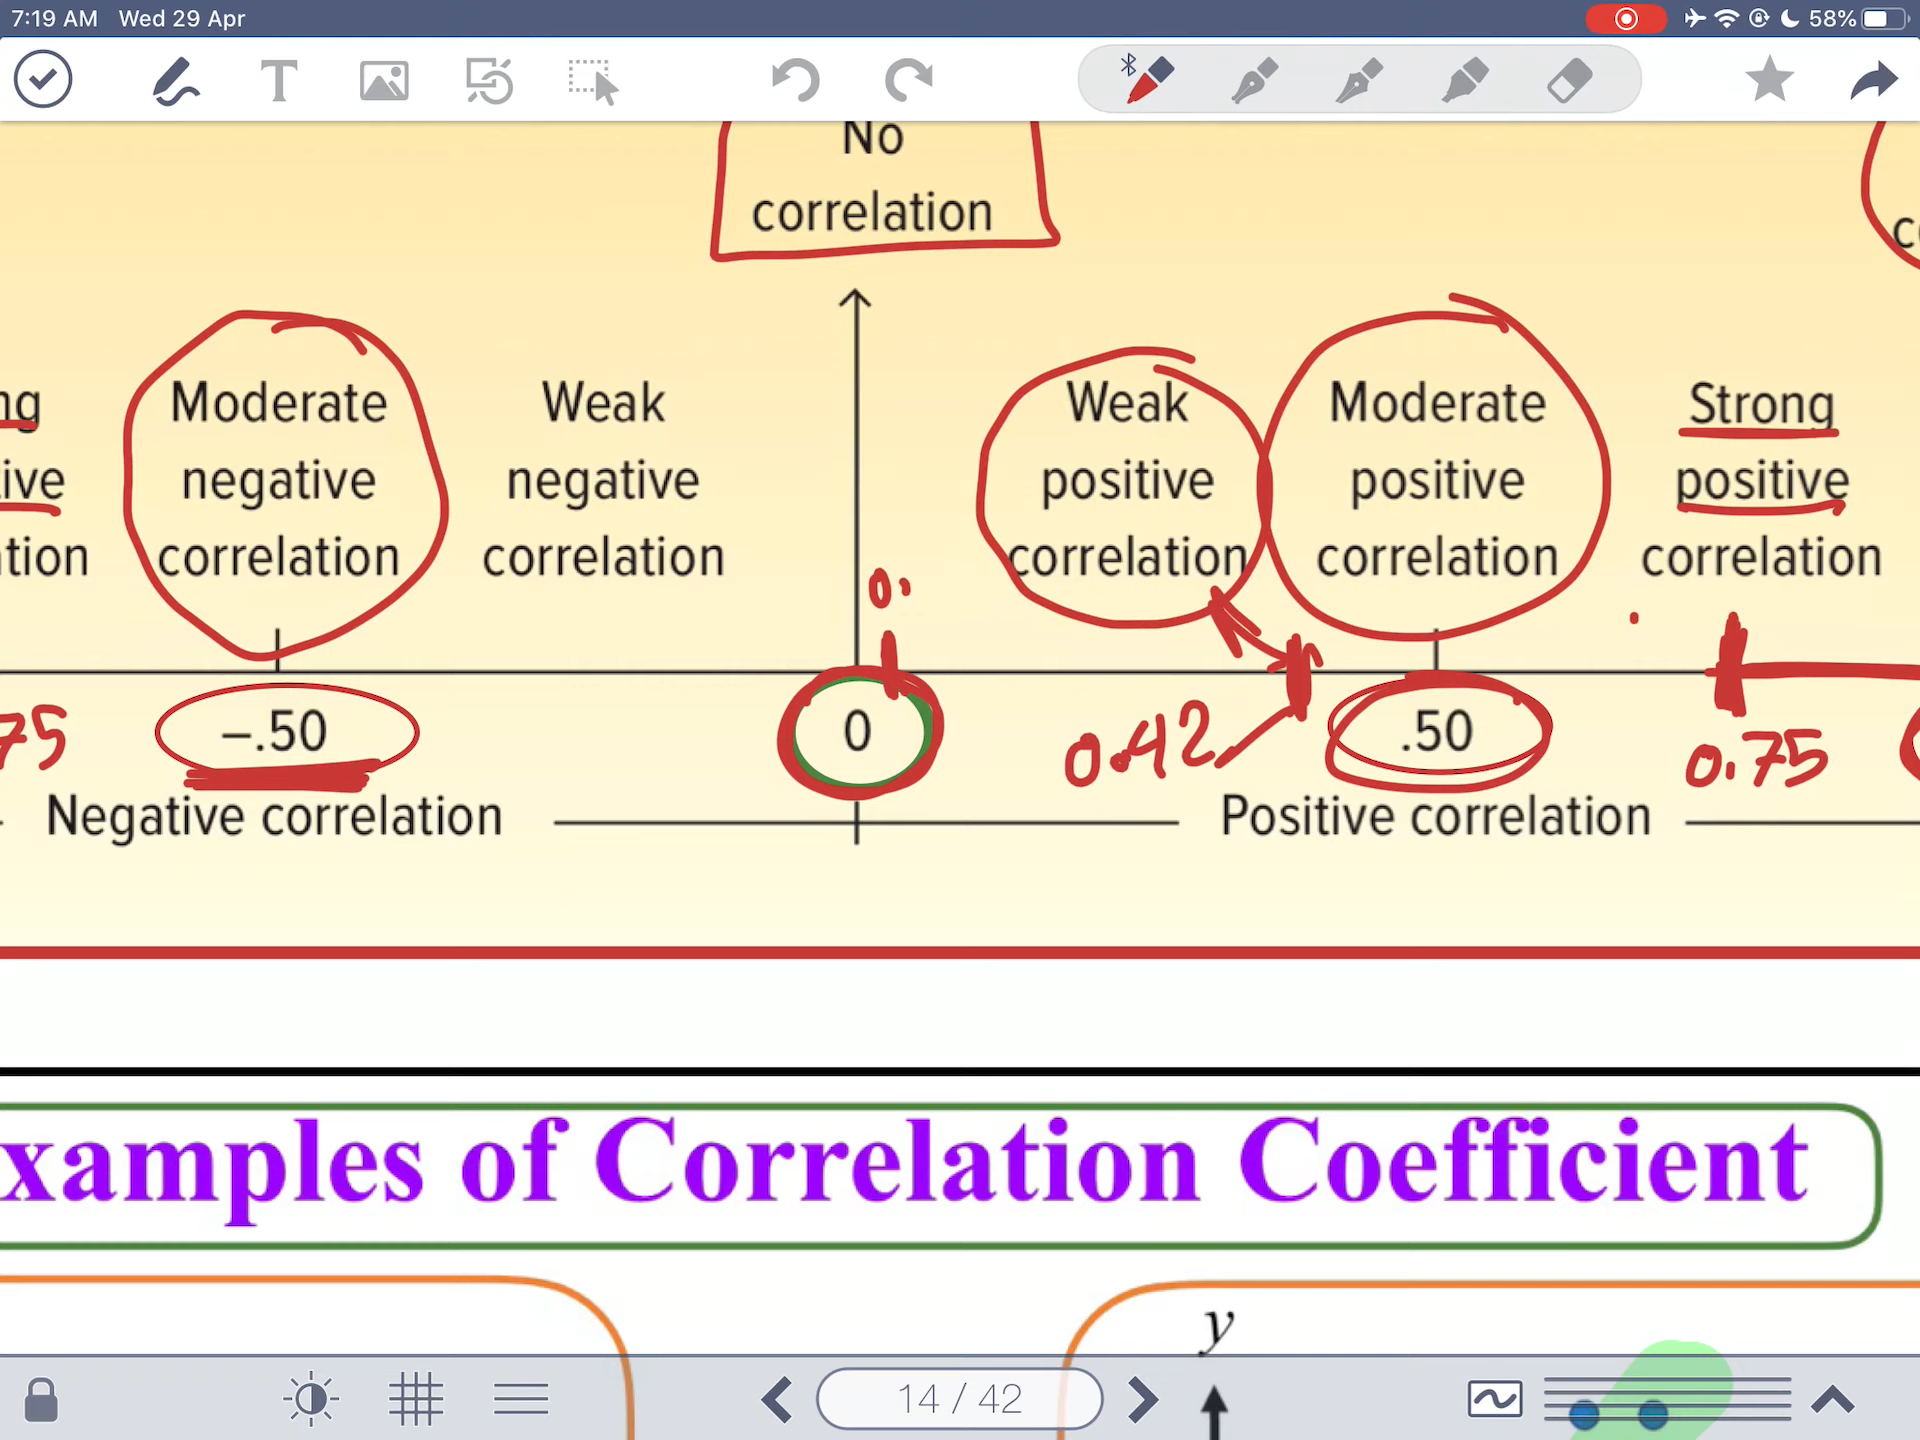 7:19 AM Wed 29 Apr
58%
T
No
correlation
ng
ive
tion
Moderate
negative
correlation
Weak
negative
correlation
Weak
positive
correlation
Moderate
positive
correlation
Strong
positive
correlation
0.
75
–.50
0
0.42
.50
0.75
Negative correlation
Positive correlation
xamples of Correlation Coefficient
y
14 / 42